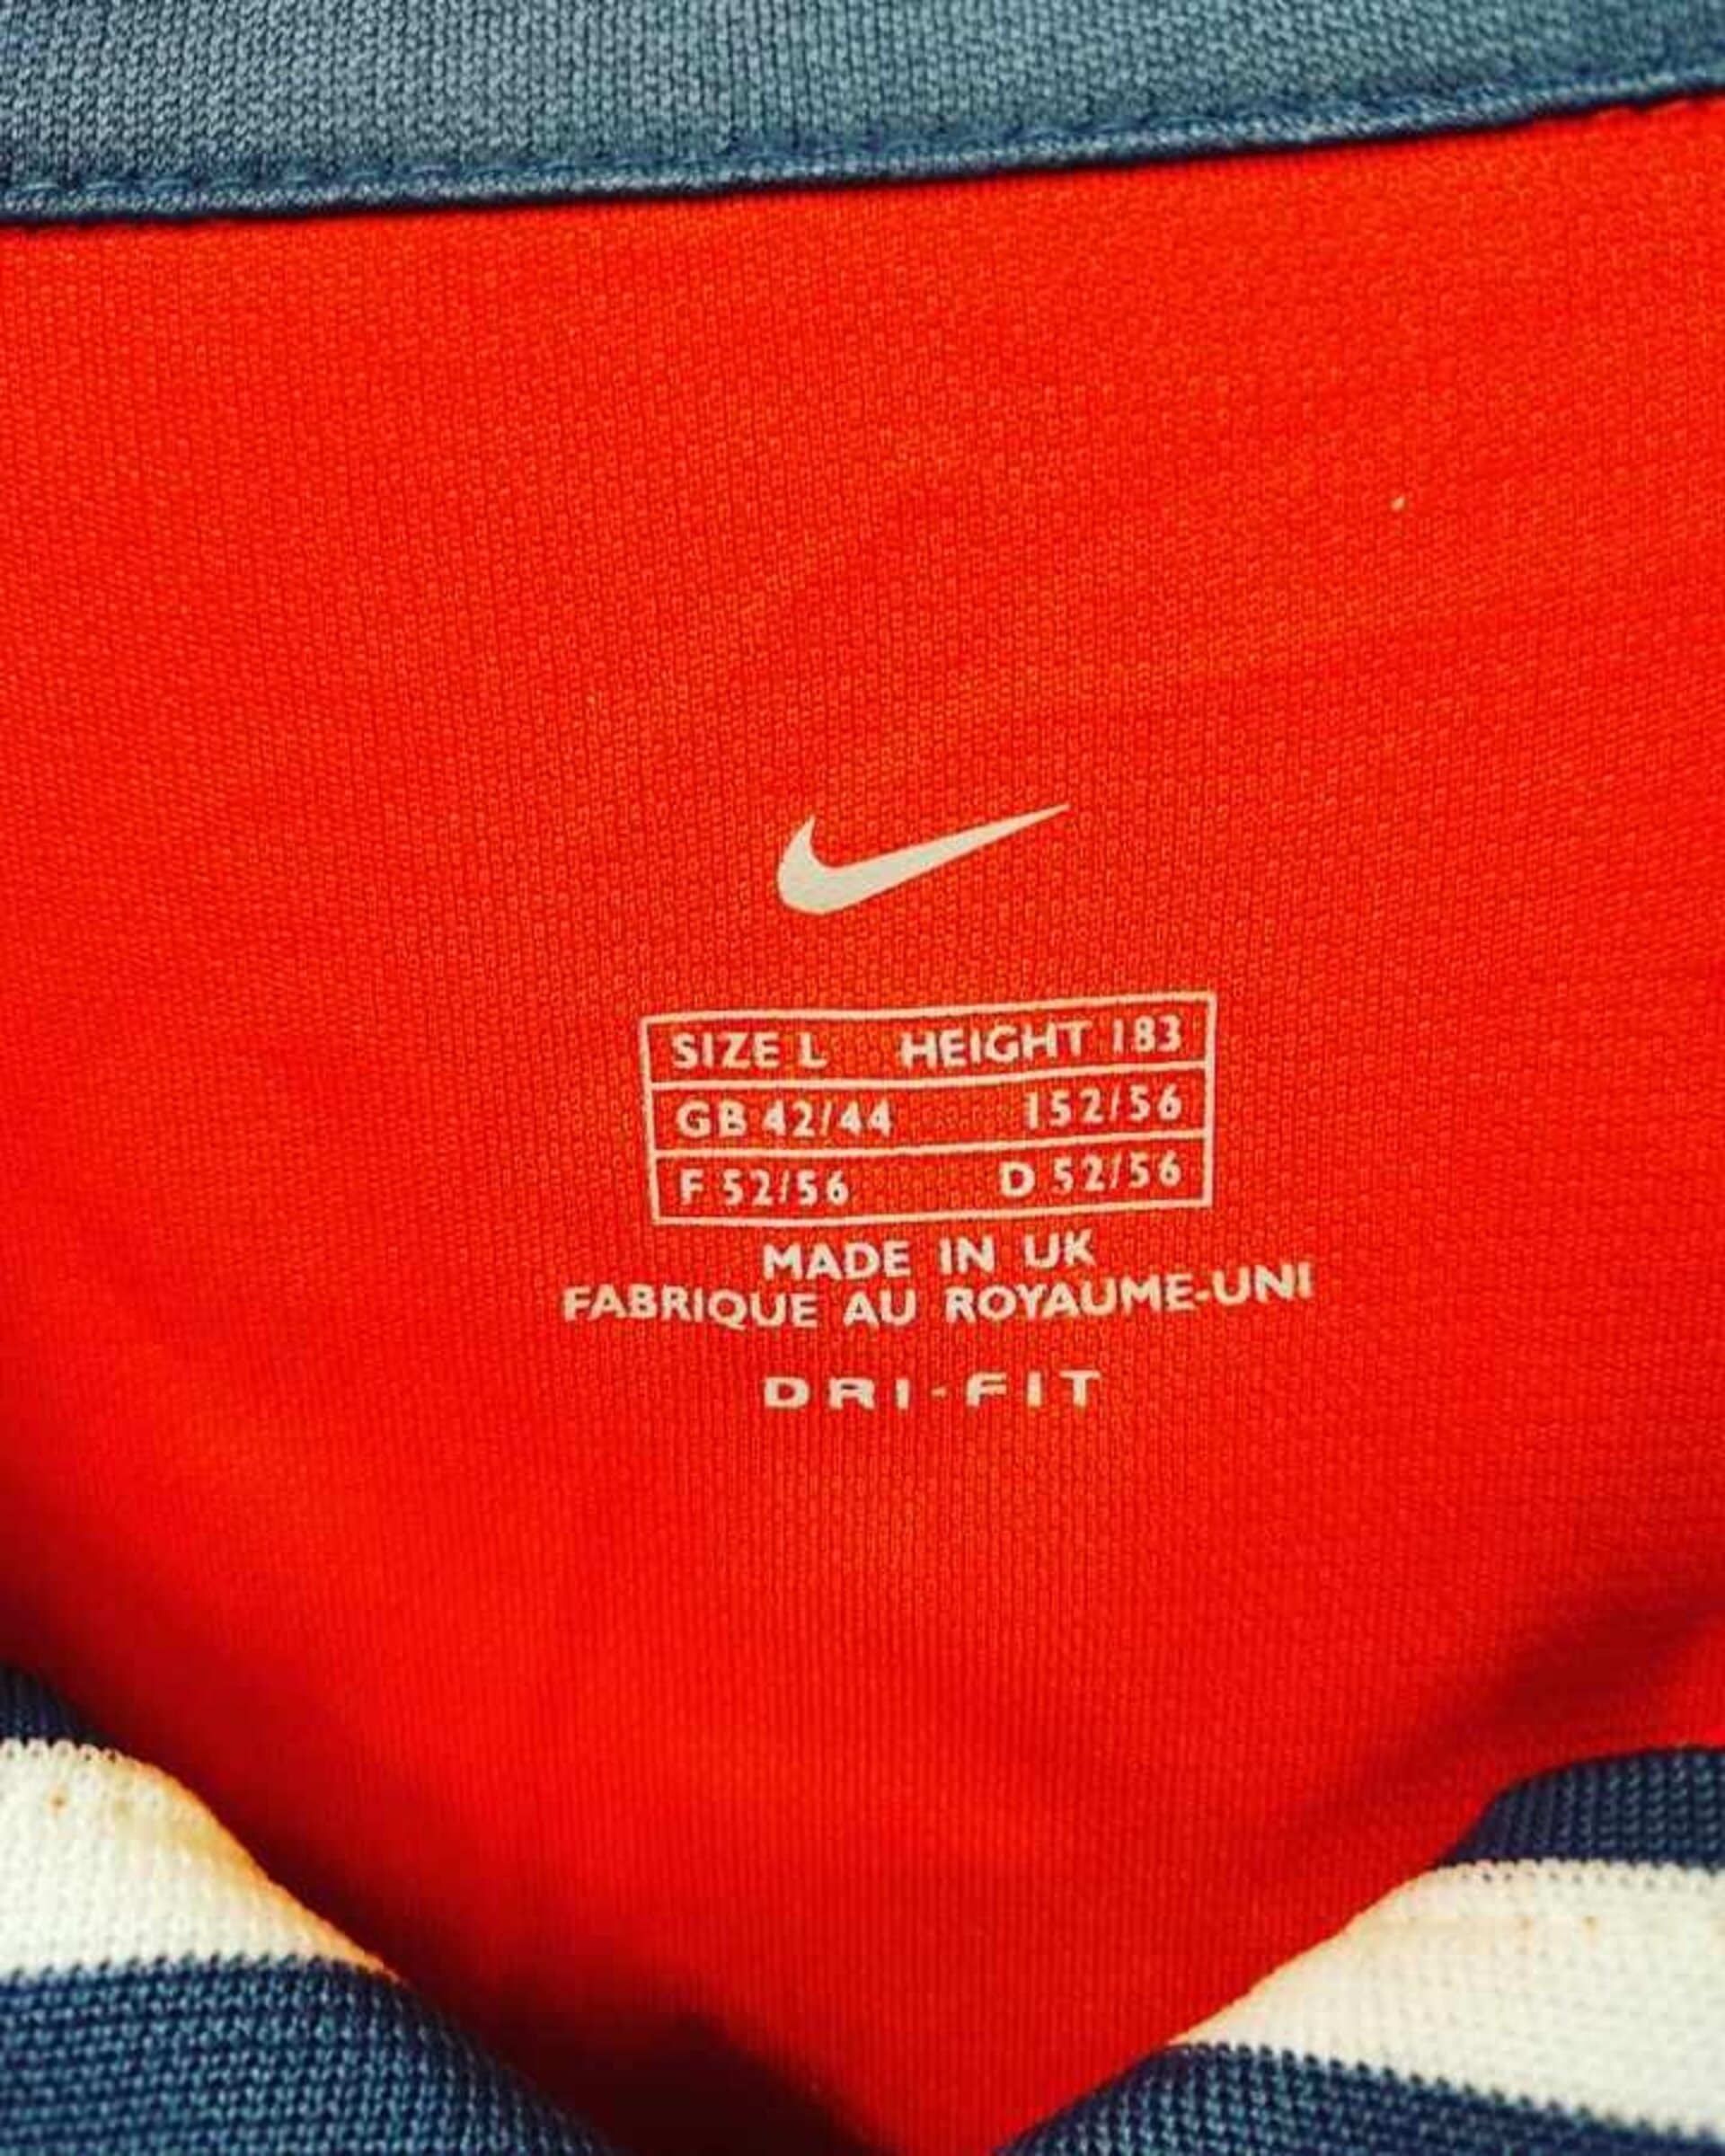 SIZE L HEIGHT 183
GB 42/44 152/56
F 52/56 D 52/56
MADE IN UK
FABRIQUE AU ROYAUME-UNI
DRI-FIT